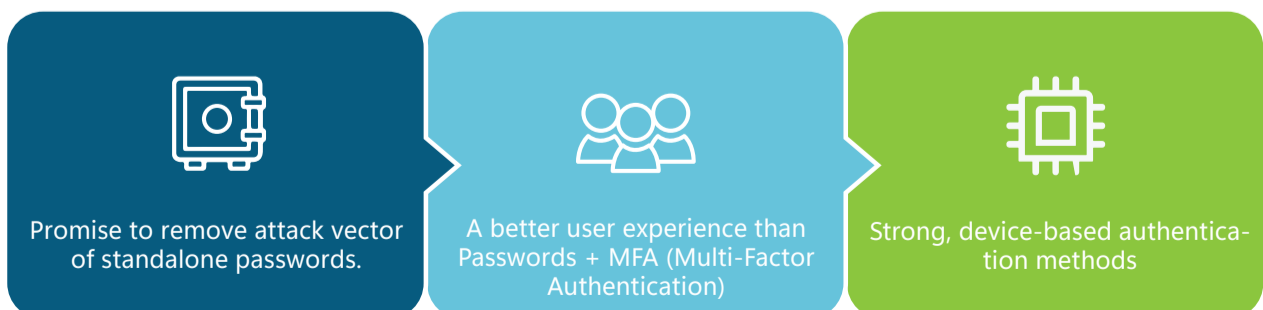 Promise to remove attack vector
of standalone passwords.
A better user experience than
Passwords + MFA (Multi-Factor
Authentication)
Strong, device-based authentica-
tion methods